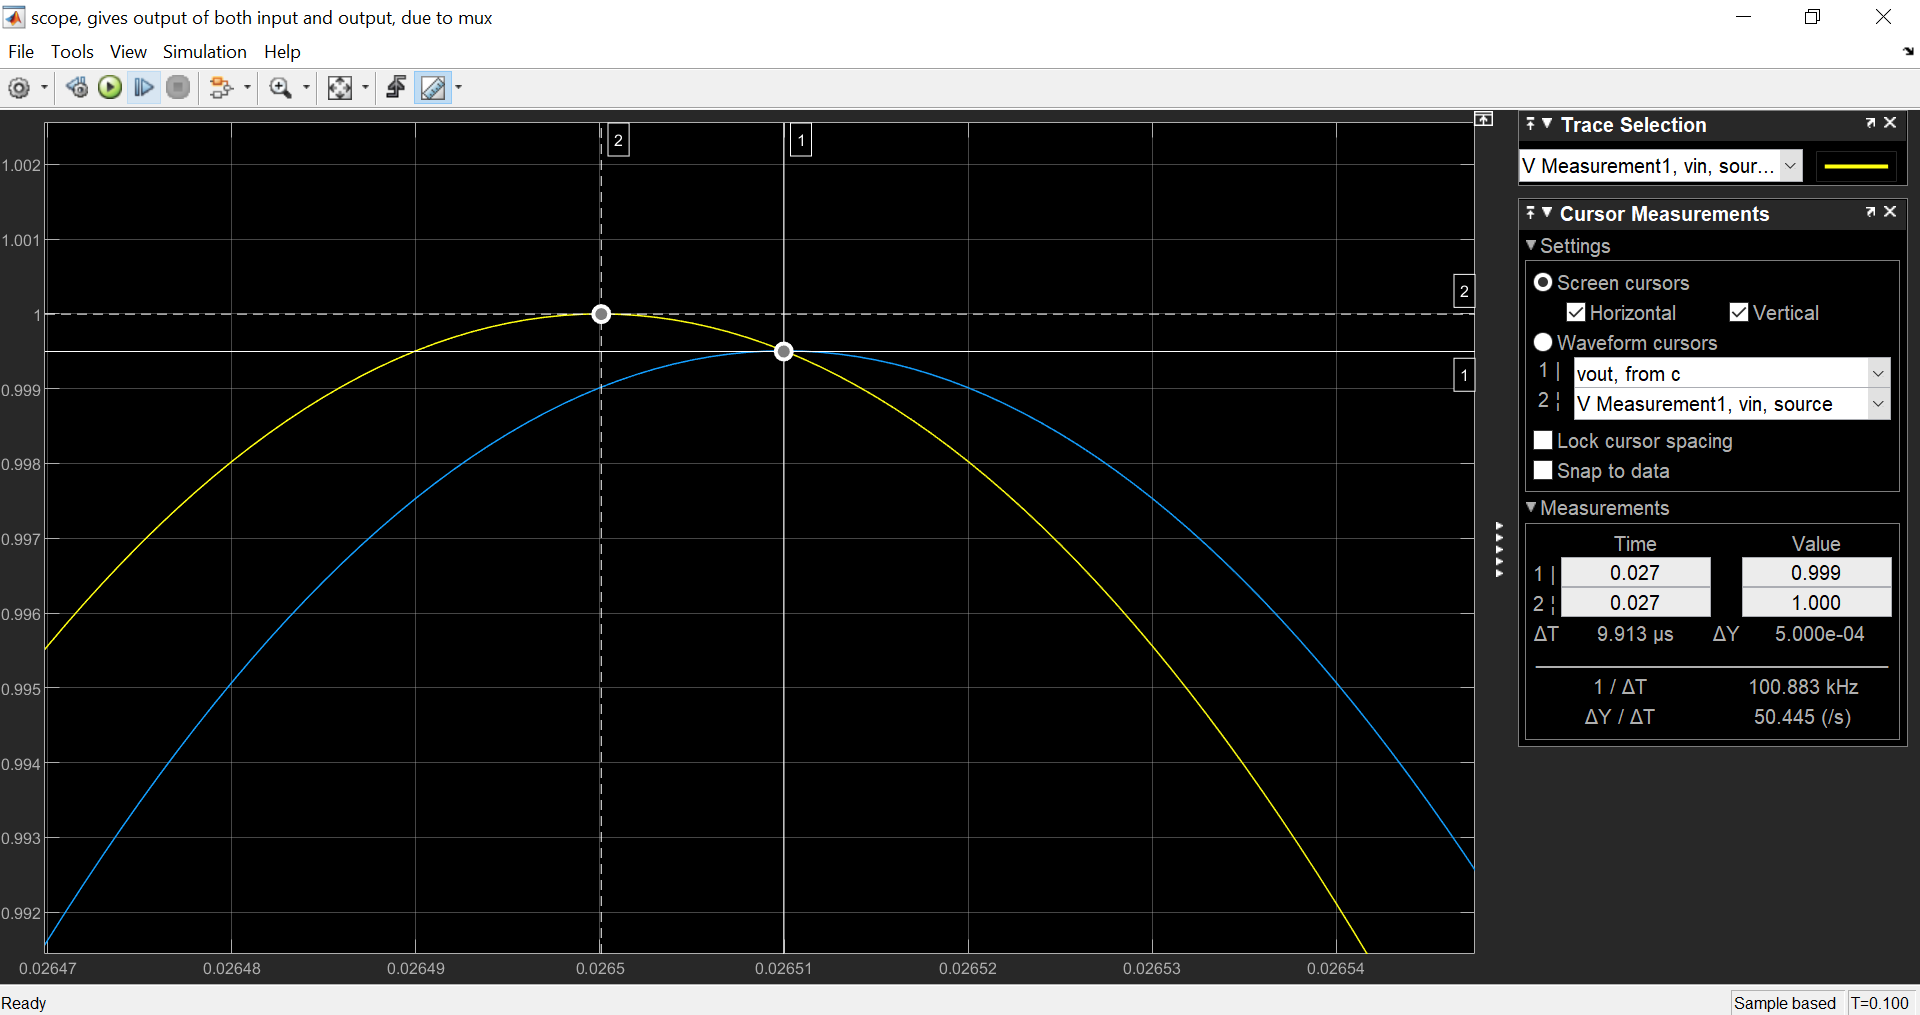 scope, gives output of both input and output, due to mux
File Tools View Simulation Help
2
1
1.002
1.001
1
0.999
0.998
0.997
0.996
0.995
0.994
0.993
0.992
2
1
0.02647 0.02648 0.02649 0.0265 0.02651 0.02652 0.02653 0.02654
Trace Selection
V Measurement1, vin, sour...
Cursor Measurements
Settings
Screen cursors
Horizontal Vertical
Waveform cursors
1 vout, from c
2 V Measurement1, vin, source
Lock cursor spacing
Snap to data
Measurements
Time Value
1 0.027 0.999
2 0.027 1.000
ΔT 9.913 µs ΔY 5.000e-04
1 / ΔT 100.883 kHz
ΔY / ΔT 50.445 (/s)
Ready Sample based T=0.100